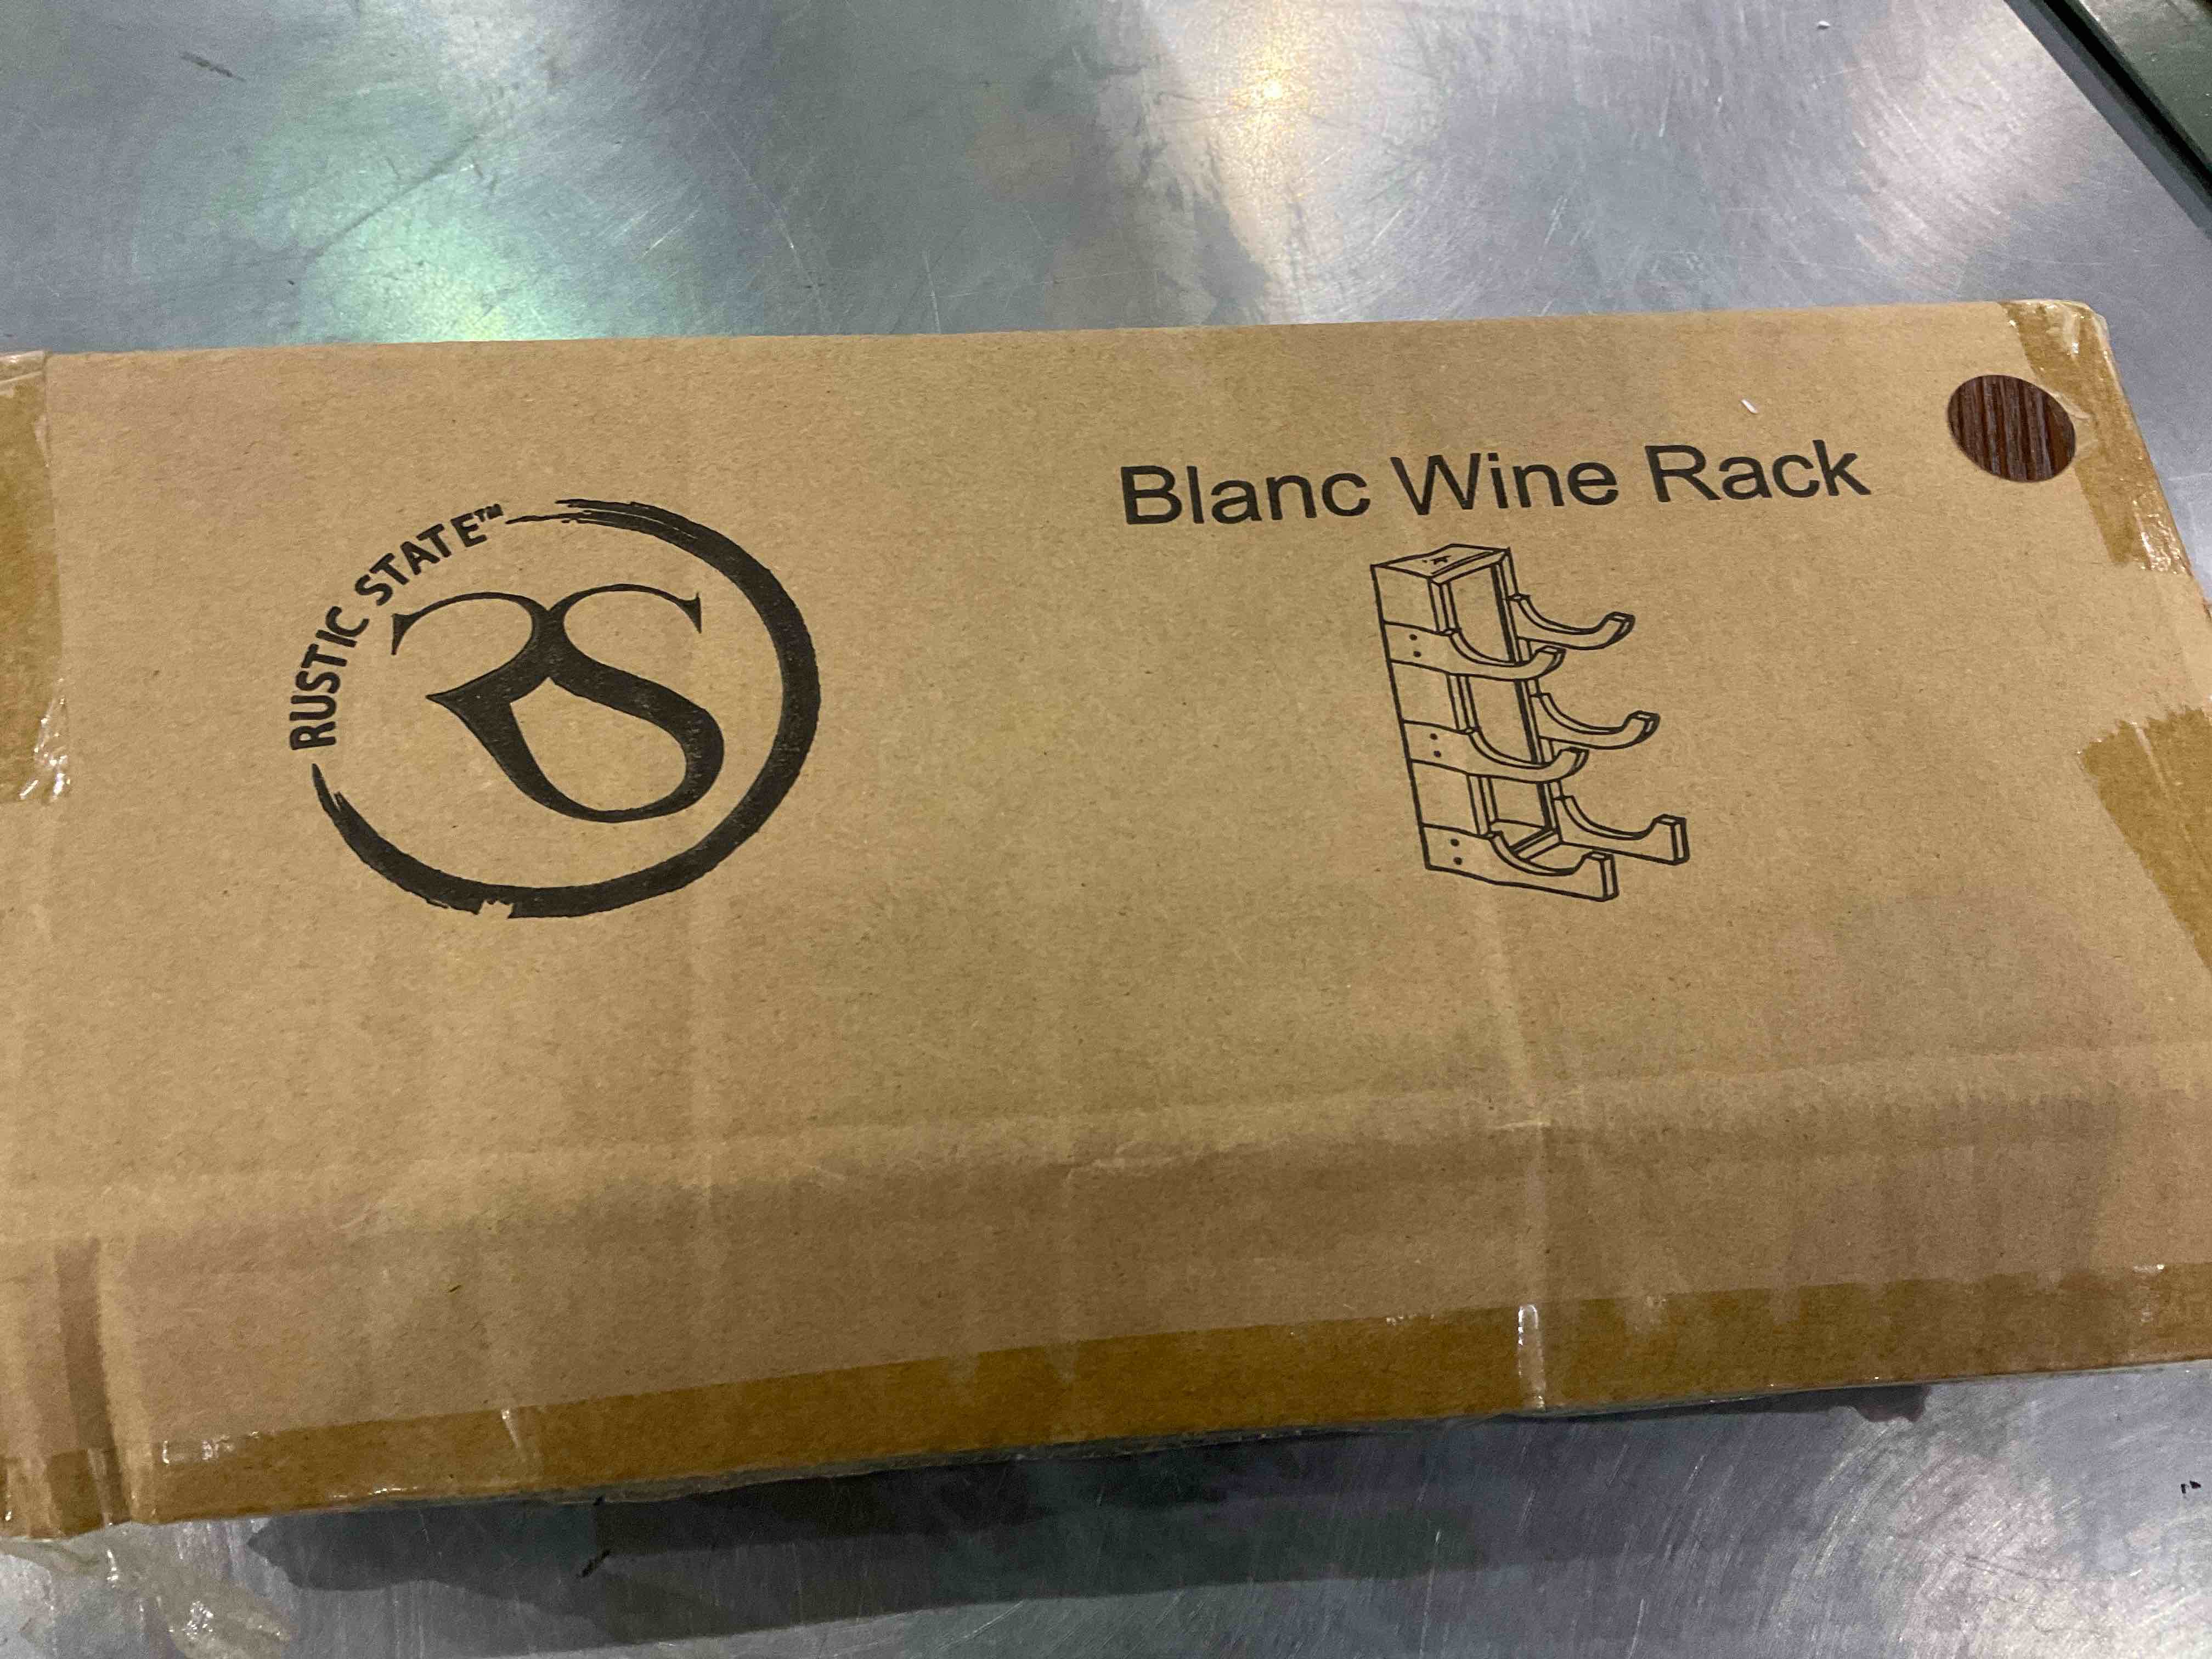 RUSTIC STATE™
RS
Blanc Wine Rack